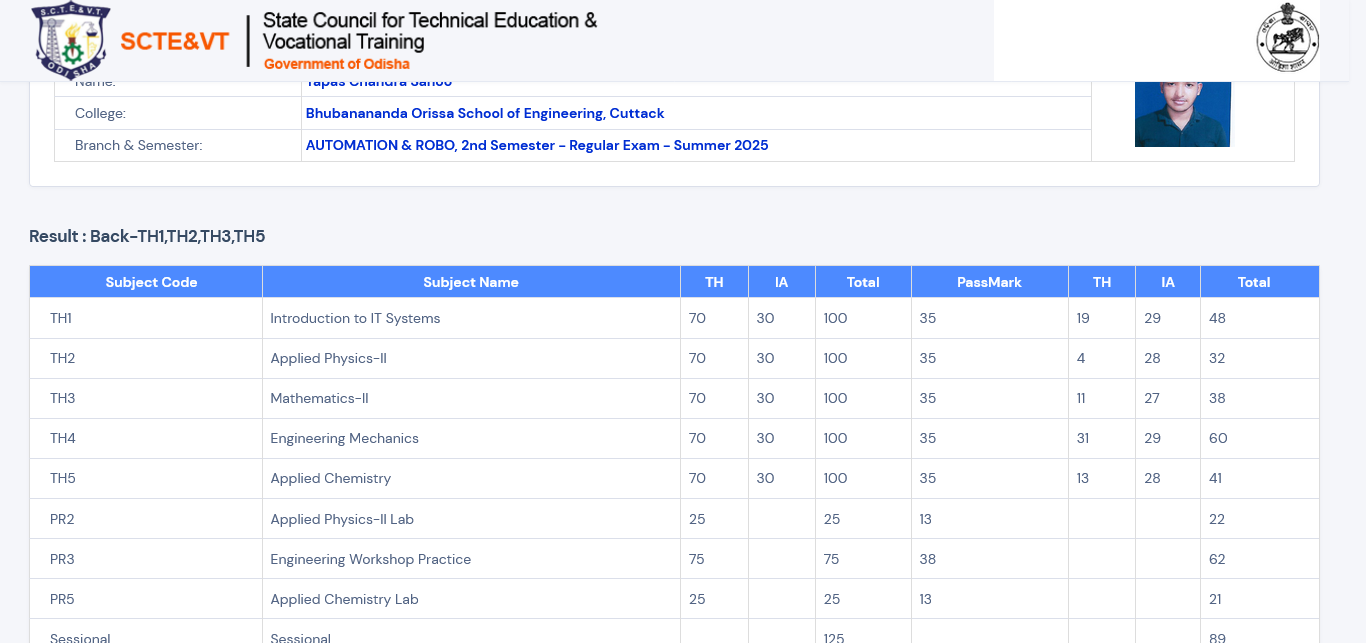 S.C.T.E.&V.T.
ODISHA
SCTE&VT
State Council for Technical Education &
Vocational Training
Government of Odisha
Name: Tapas Chandra Sahoo
College: Bhubanananda Orissa School of Engineering, Cuttack
Branch & Semester: AUTOMATION & ROBO, 2nd Semester - Regular Exam - Summer 2025
Result : Back-TH1,TH2,TH3,TH5
Subject Code Subject Name TH IA Total PassMark TH IA Total
TH1 Introduction to IT Systems 70 30 100 35 19 29 48
TH2 Applied Physics-II 70 30 100 35 4 28 32
TH3 Mathematics-II 70 30 100 35 11 27 38
TH4 Engineering Mechanics 70 30 100 35 31 29 60
TH5 Applied Chemistry 70 30 100 35 13 28 41
PR2 Applied Physics-II Lab 25 25 13 22
PR3 Engineering Workshop Practice 75 75 38 62
PR5 Applied Chemistry Lab 25 25 13 21
Sessional Sessional 125 89